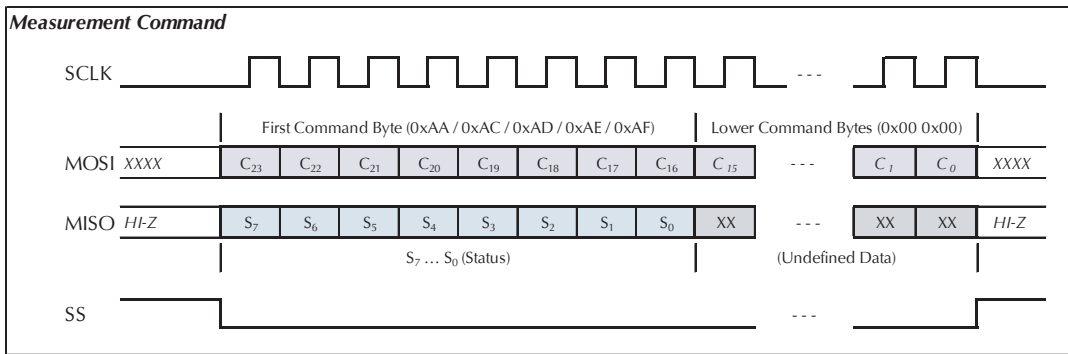 Measurement Command
SCLK - - -
First Command Byte (0xAA / 0xAC / 0xAD / 0xAE / 0xAF) Lower Command Bytes (0x00 0x00)
MOSI XXXX C₂₃ C₂₂ C₂₁ C₂₀ C₁₉ C₁₈ C₁₇ C₁₆ C₁₅ - - - C₁ C₀ XXXX
MISO HI-Z S₇ S₆ S₅ S₄ S₃ S₂ S₁ S₀ XX - - - XX XX HI-Z
S₇ … S₀ (Status) (Undefined Data)
SS - - -